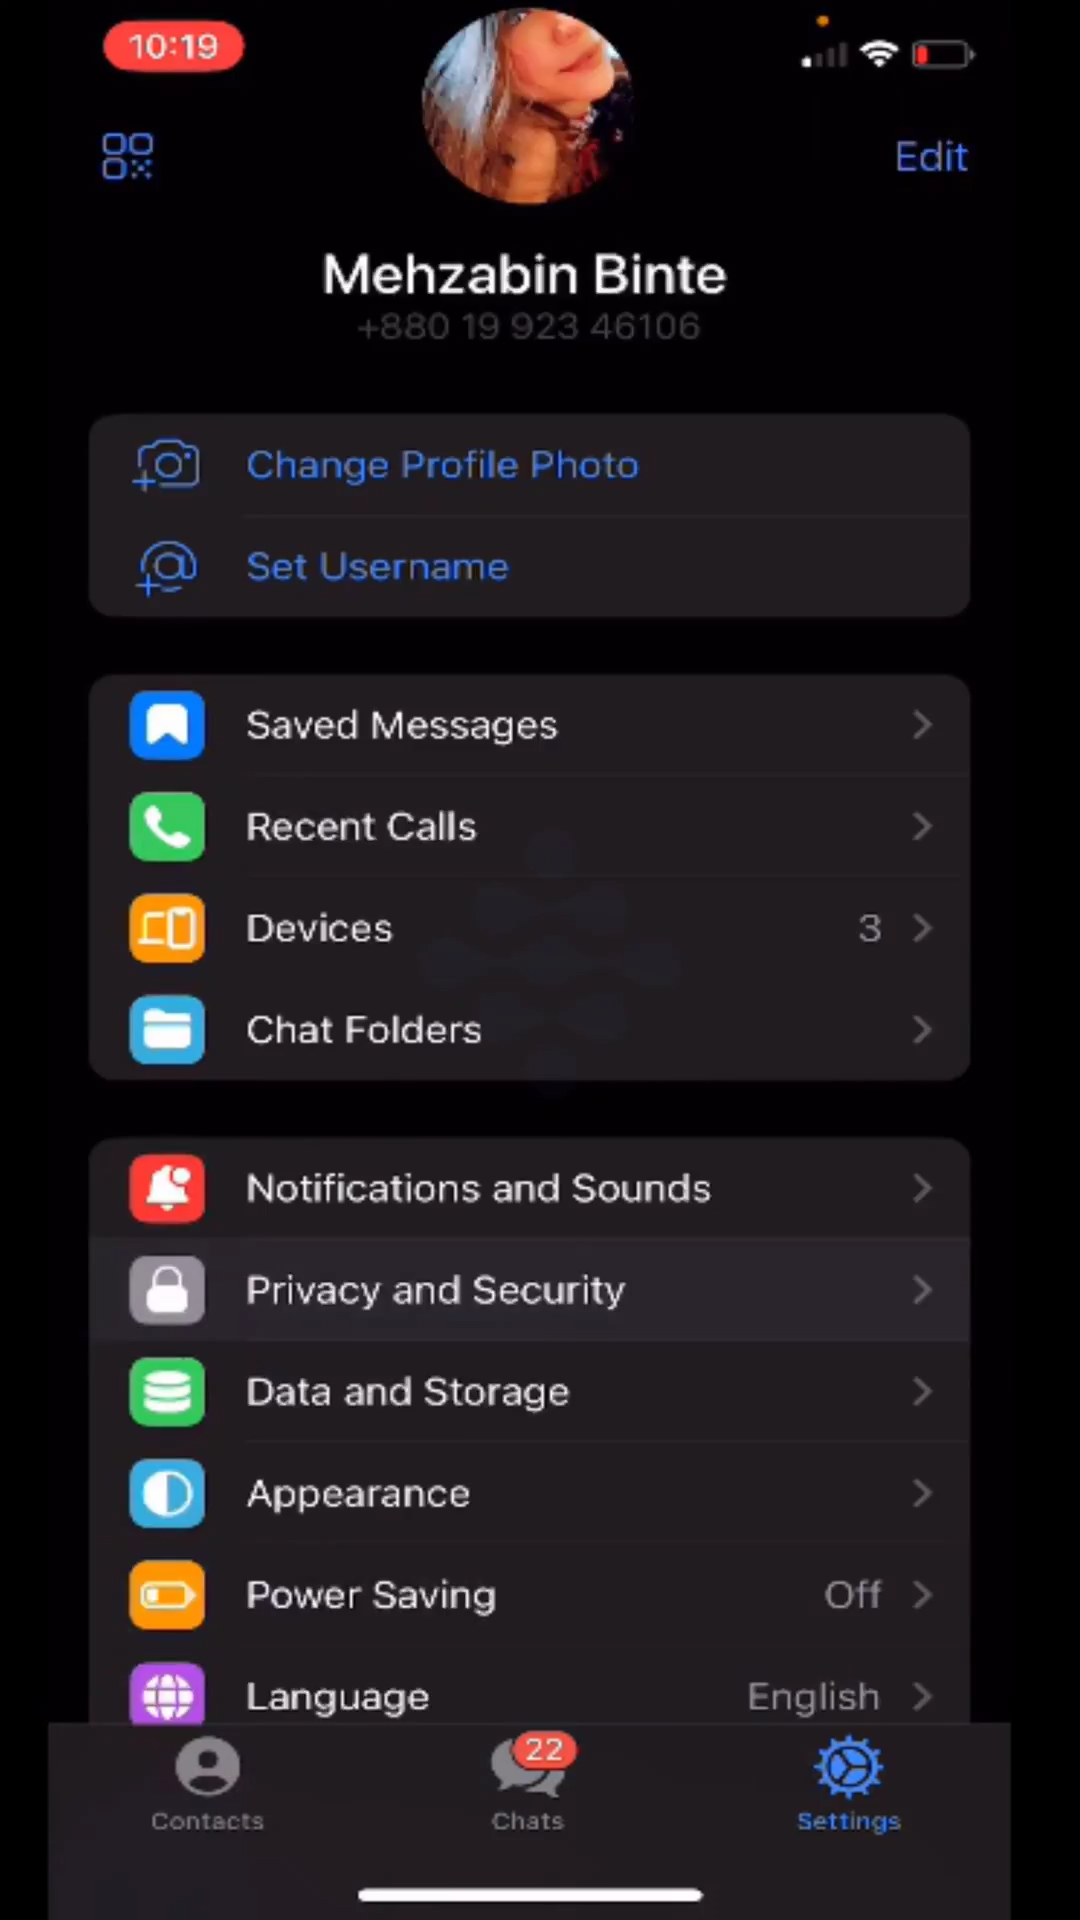 10:19
Edit
Mehzabin Binte
+880 19 923 46106
Change Profile Photo
Set Username
Saved Messages
Recent Calls
Devices 3
Chat Folders
Notifications and Sounds
Privacy and Security
Data and Storage
Appearance
Power Saving Off
Language English
22
Contacts Chats Settings